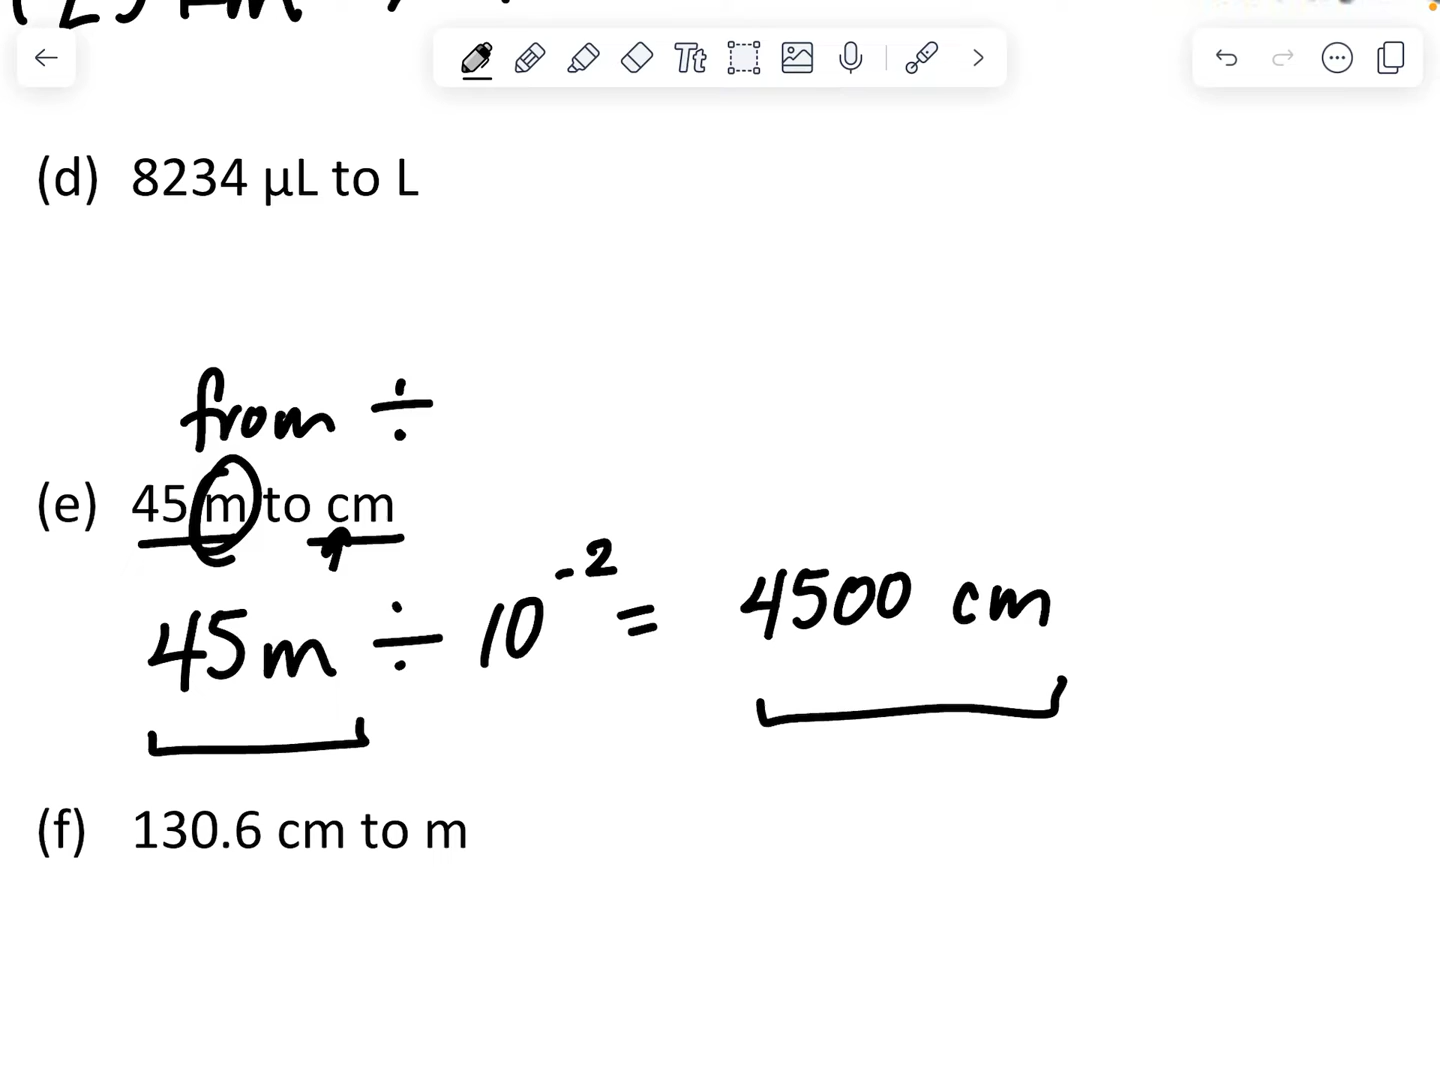 (d) 8234 μL to L
from ÷
(e) 45 m to cm
45m ÷ 10⁻² = 4500 cm
(f) 130.6 cm to m